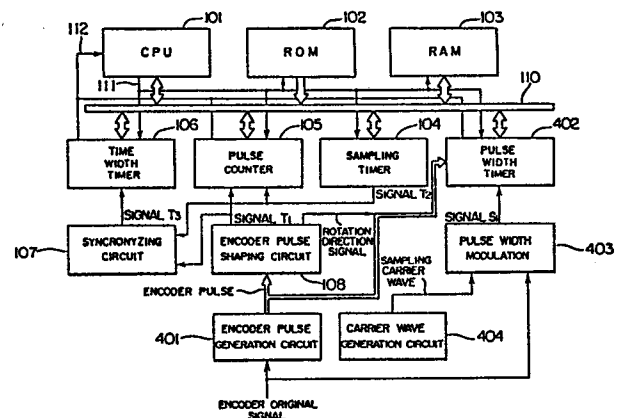 112
101
102
103
CPU
ROM
RAM
111
110
106
105
104
402
TIME
WIDTH
TIMER
PULSE
COUNTER
SAMPLING
TIMER
PULSE
WIDTH
TIMER
SIGNAL T3
SIGNAL T1
SIGNAL T2
SIGNAL S1
107
SYNCRONYZING
CIRCUIT
ENCODER PULSE
SHAPING CIRCUIT
ROTATION
DIRECTION
SIGNAL
PULSE WIDTH
MODULATION
403
108
SAMPLING
CARRIER
WAVE
ENCODER PULSE
401
ENCODER PULSE
GENERATION CIRCUIT
CARRIER WAVE
GENERATION CIRCUIT
404
ENCODER ORIGINAL
SIGNAL